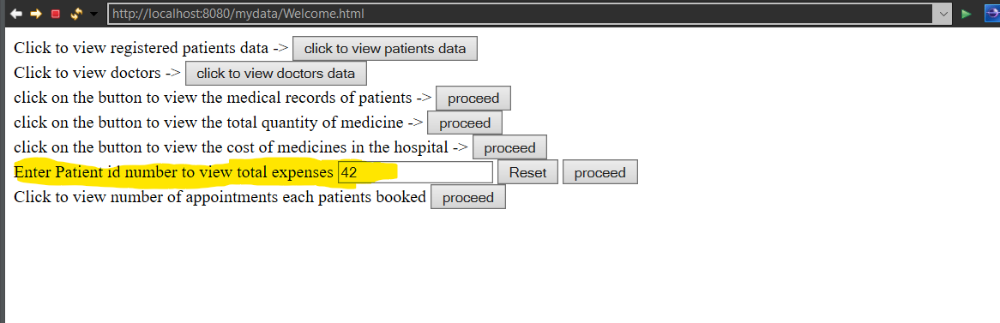 http://localhost:8080/mydata/Welcome.html
Click to view registered patients data -> click to view patients data
Click to view doctors -> click to view doctors data
click on the button to view the medical records of patients -> proceed
click on the button to view the total quantity of medicine -> proceed
click on the button to view the cost of medicines in the hospital -> proceed
Enter Patient id number to view total expenses 42 Reset proceed
Click to view number of appointments each patients booked proceed